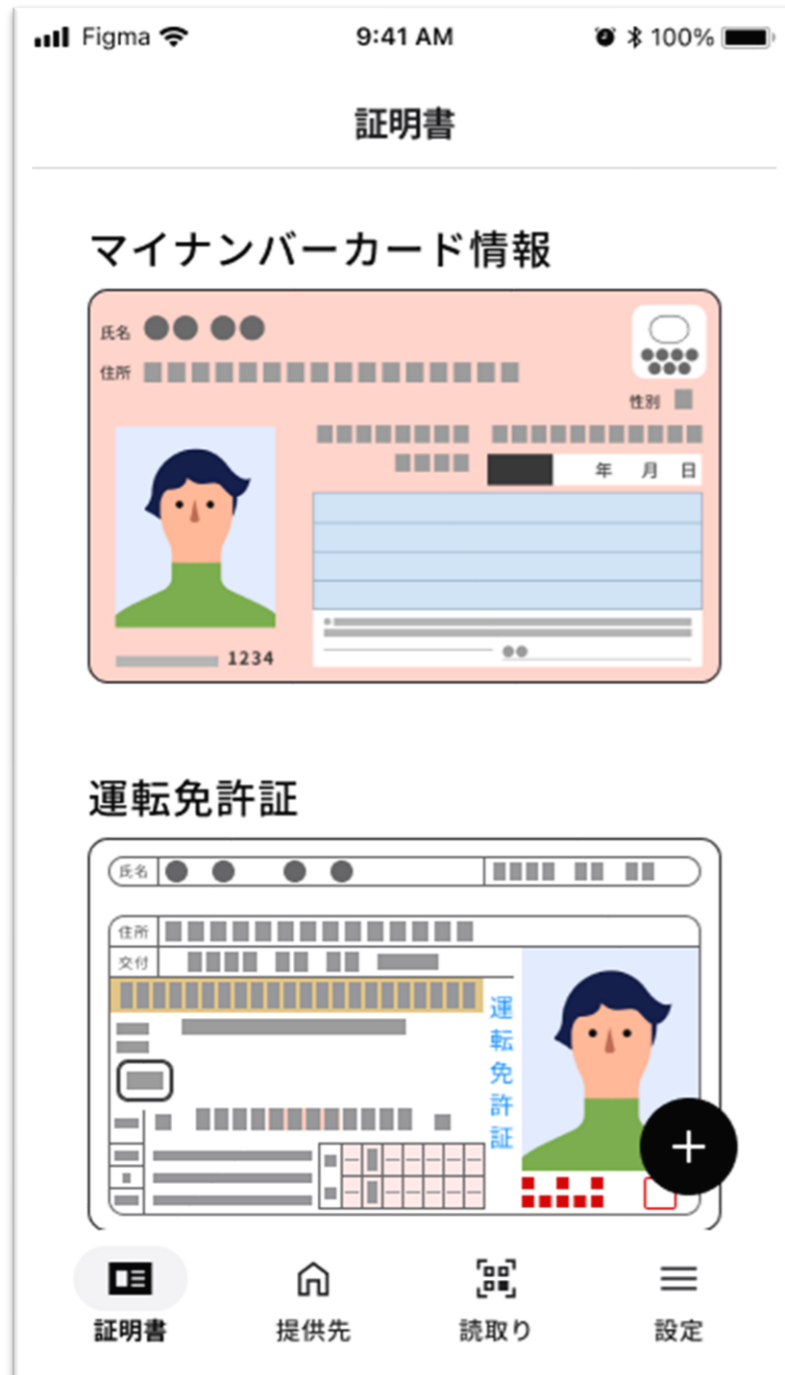 Figma 9:41 AM 100%
証明書
マイナンバーカード情報
氏名
住所
性別
年 月 日
1234
運転免許証
氏名
住所
交付
運転免許証
証明書 提供先 読取り 設定